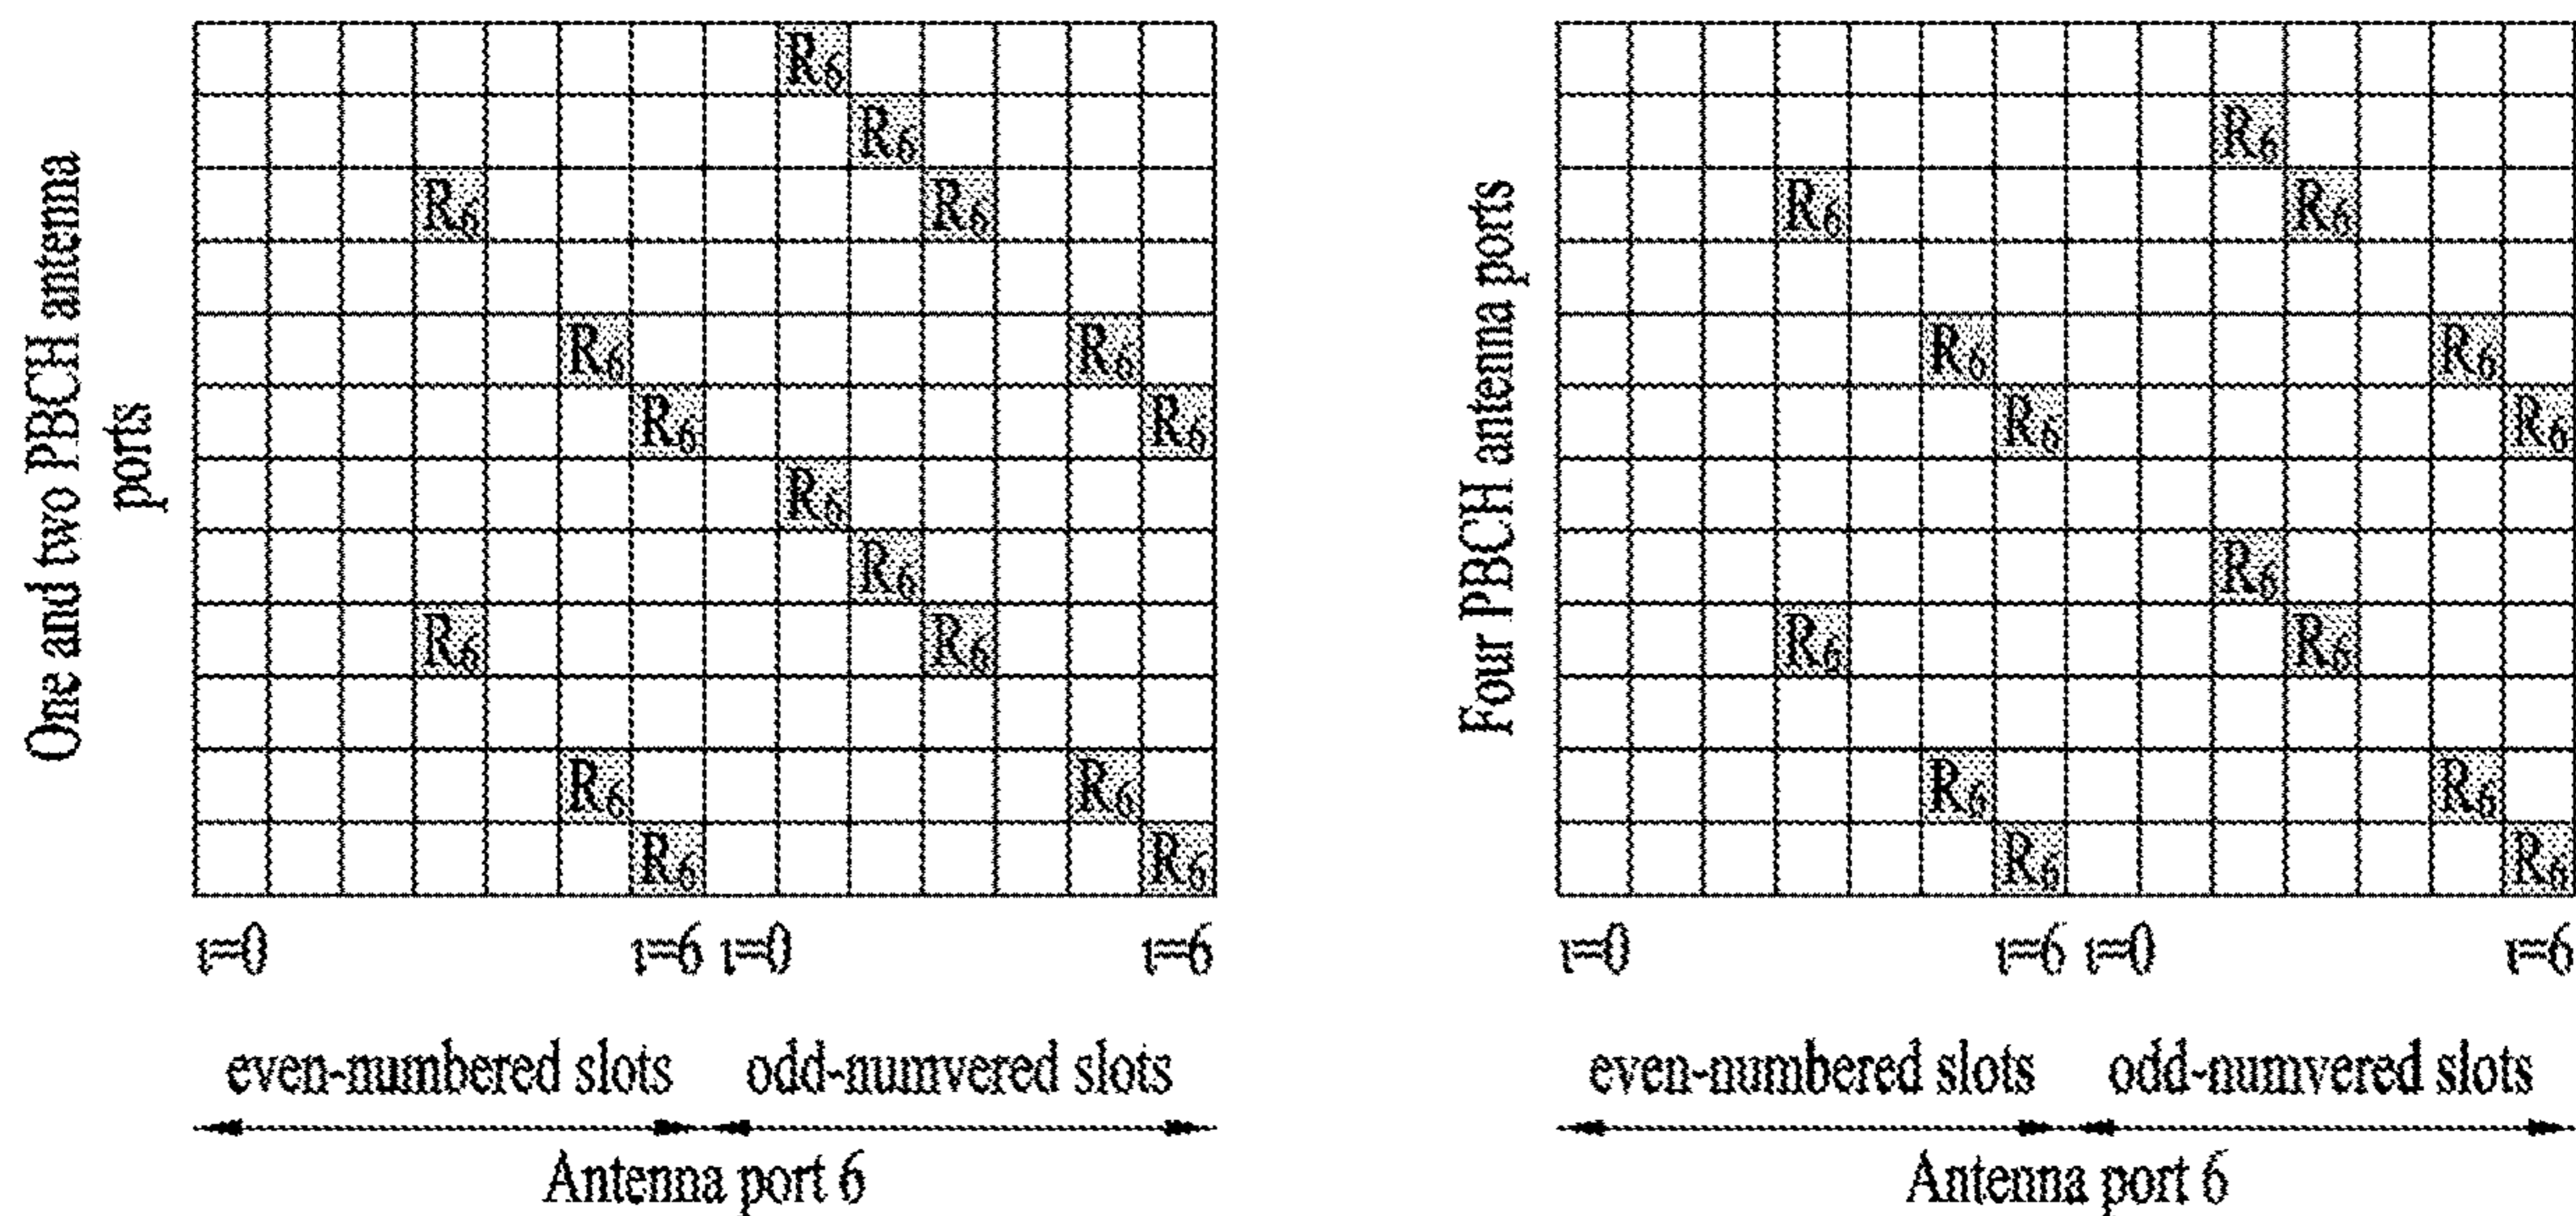 One and two PBCH antenna
ports
R6
R6
R6 R6
R6 R6
R6 R6
R6
R6
R6 R6
R6 R6
R6 R6
l=0 l=6 l=0 l=6
even-numbered slots odd-numvered slots
Antenna port 6
Four PBCH antenna ports
R6
R6 R6
R6 R6
R6 R6
R6
R6 R6
R6 R6
R6 R6
l=0 l=6 l=0 l=6
even-numbered slots odd-numvered slots
Antenna port 6